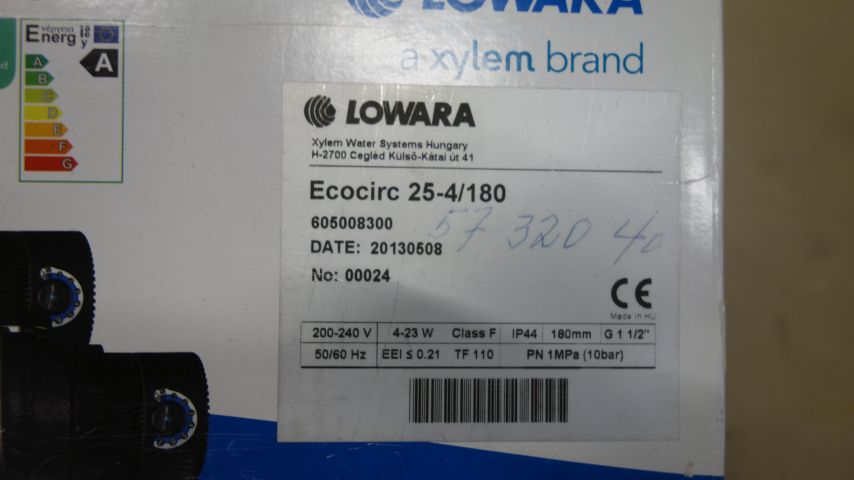 LOWARA
a xylem brand
Energ
ενέργεια
y
A
A
B
C
D
E
F
G
LOWARA
Xylem Water Systems Hungary
H-2700 Cegléd Külső-Kátai út 41
Ecocirc 25-4/180
605008300
57 320 40
DATE: 20130508
No: 00024
CE
Made in HU
200-240 V 4-23 W Class F IP44 180mm G 1 1/2"
50/60 Hz EEI ≤ 0.21 TF 110 PN 1MPa (10bar)